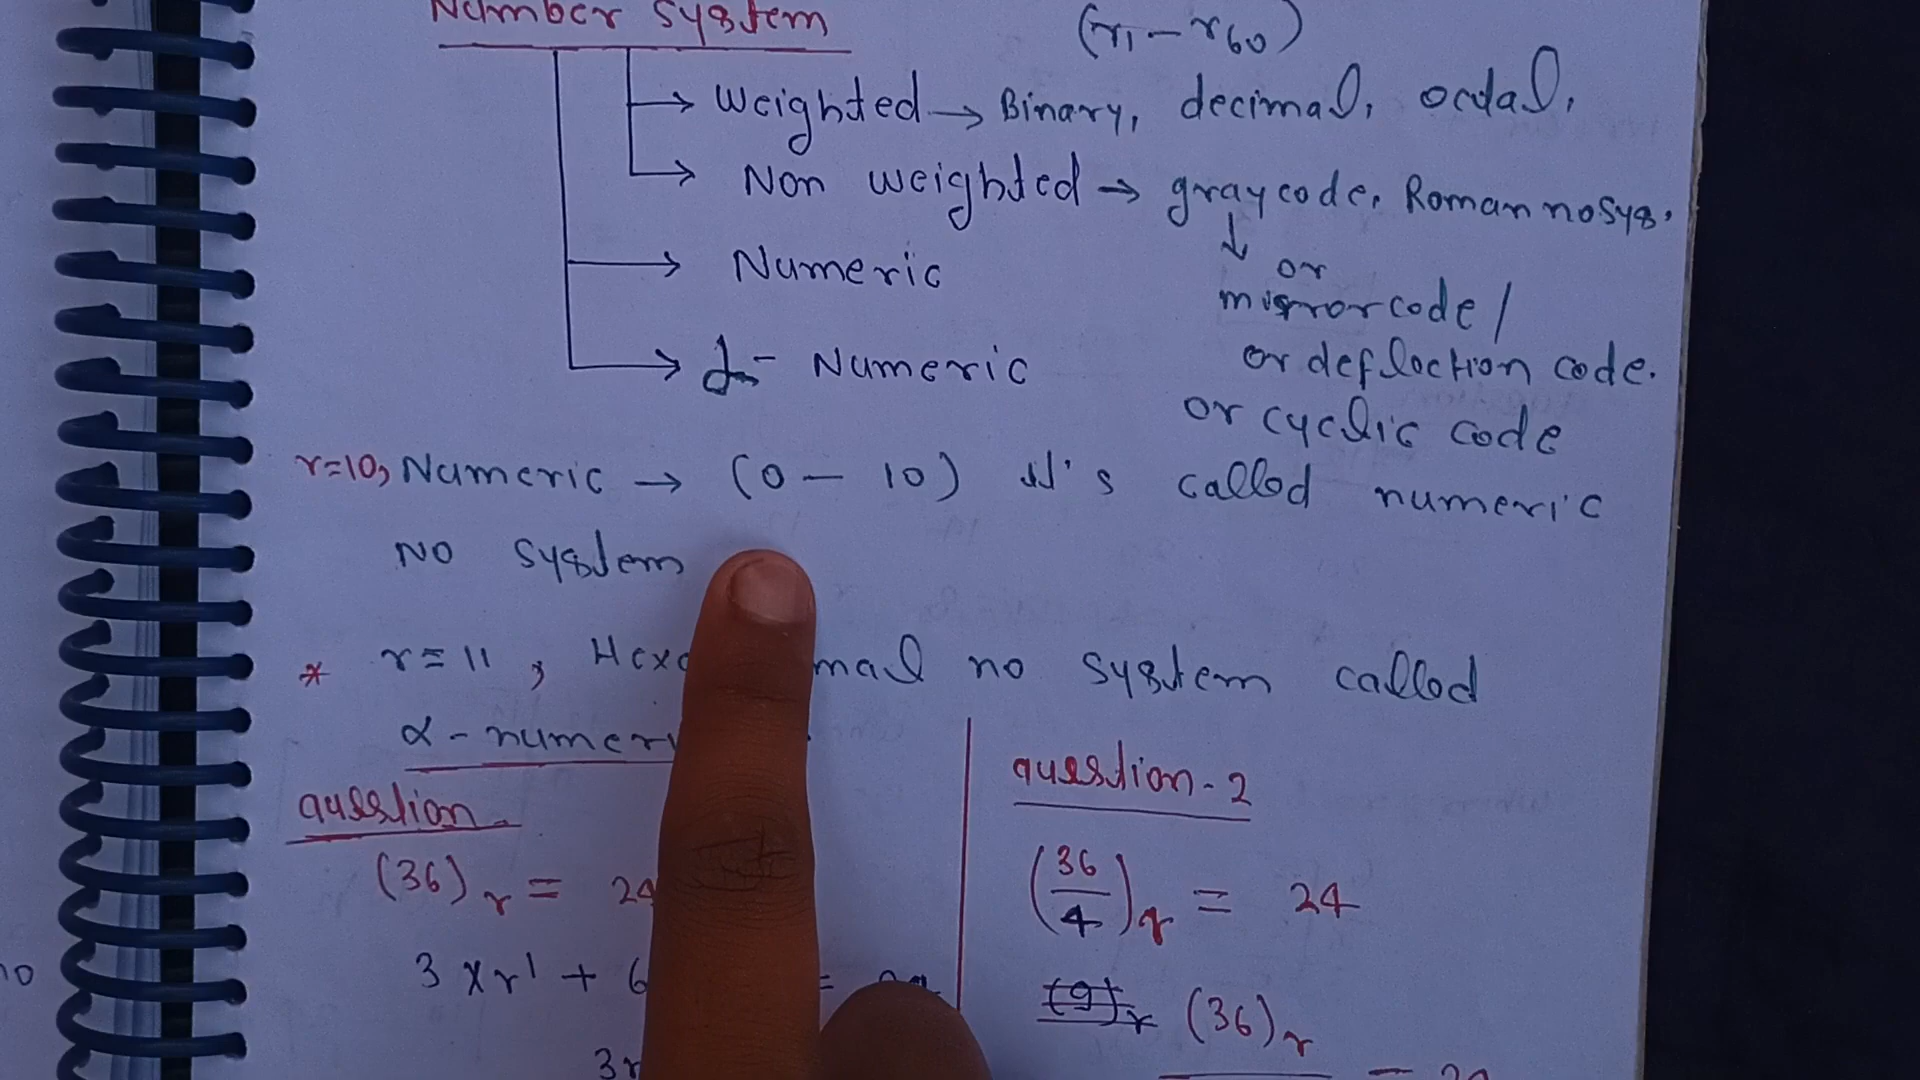 Number System
(r1 - r60)
Weighted → Binary, decimal, octal,
Non weighted → gray code, Roman no sys.
↓ or
Numeric
mirror code /
or deflection code.
- Numeric
or cyclic code
r=10, Numeric → (0 - 10) it's called numeric
NO System
* r = 11, mal no system called
α - numeri
question
question - 2
(36)r = 24
(36/4)r = 24
3 x r¹ + 6 =
(9)r (36)r
3r